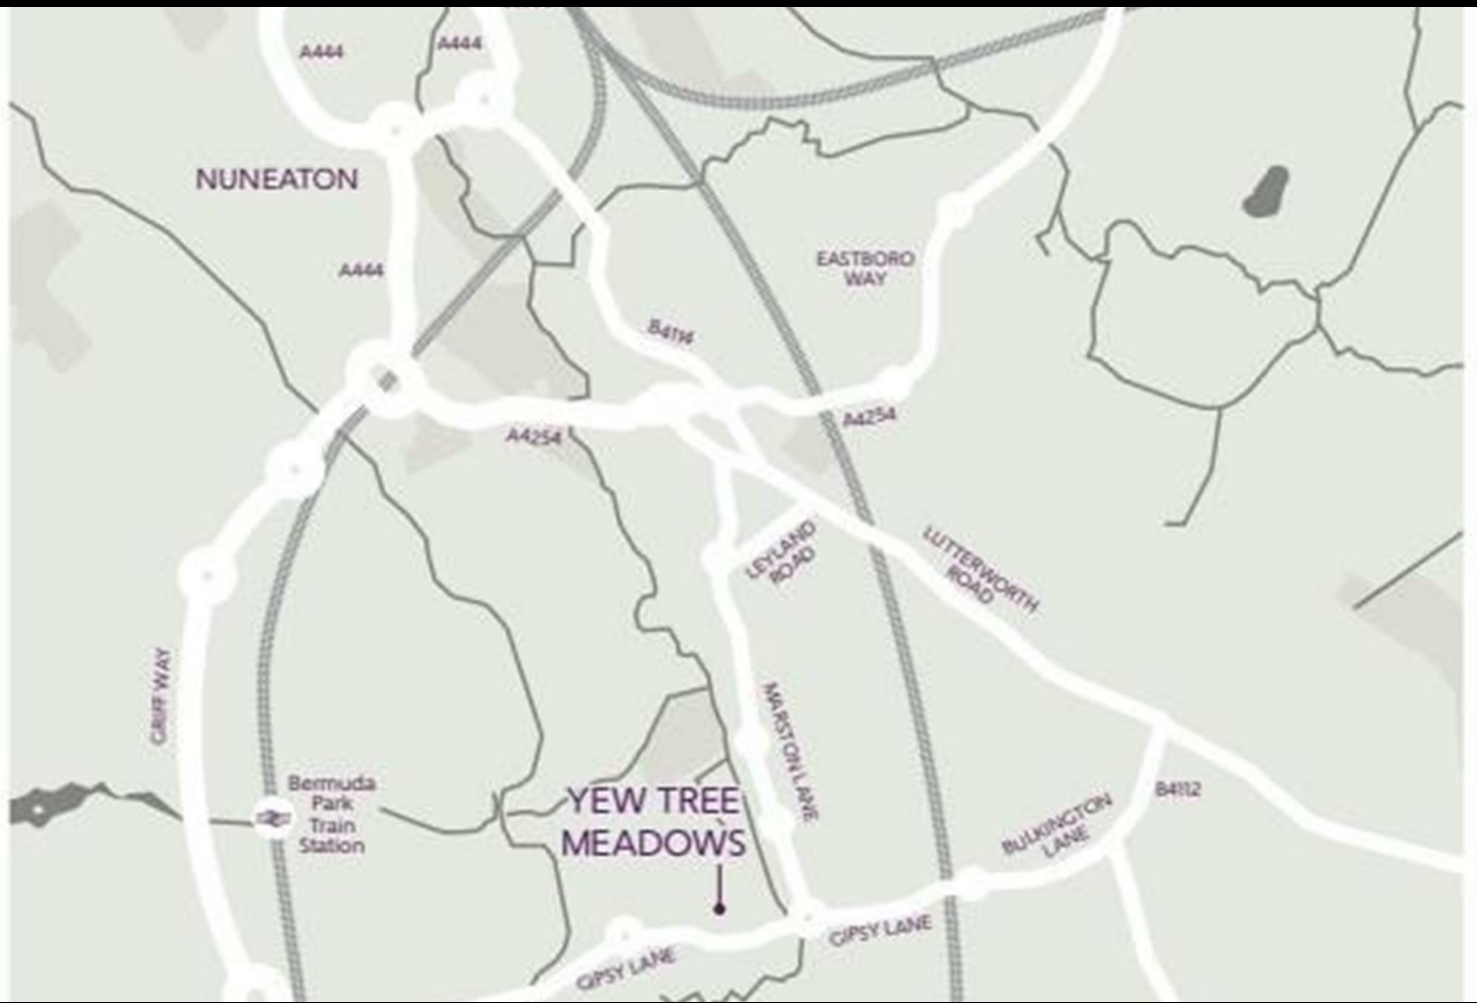 A444
A444
NUNEATON
A444
EASTBORO
WAY
B4114
A4254
A4254
LEYLAND
ROAD
LUTTERWORTH
ROAD
GRIFF WAY
MARSTON LANE
Bermuda
Park
Train
Station
YEW TREE
MEADOWS
B4112
BULKINGTON
LANE
GIPSY LANE
GIPSY LANE